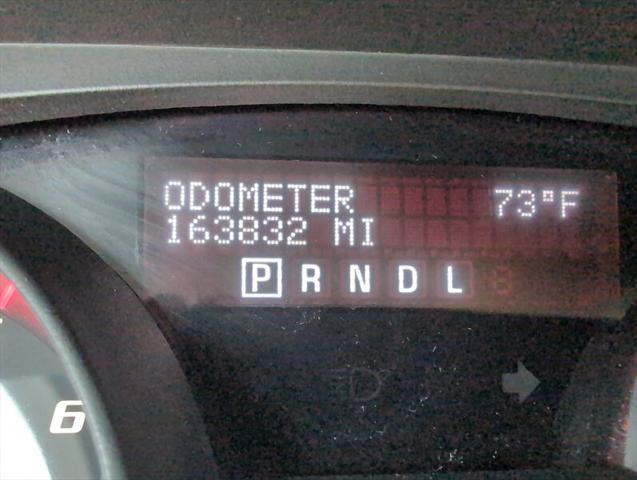 ODOMETER 73°F
163832 MI
P R N D L
6